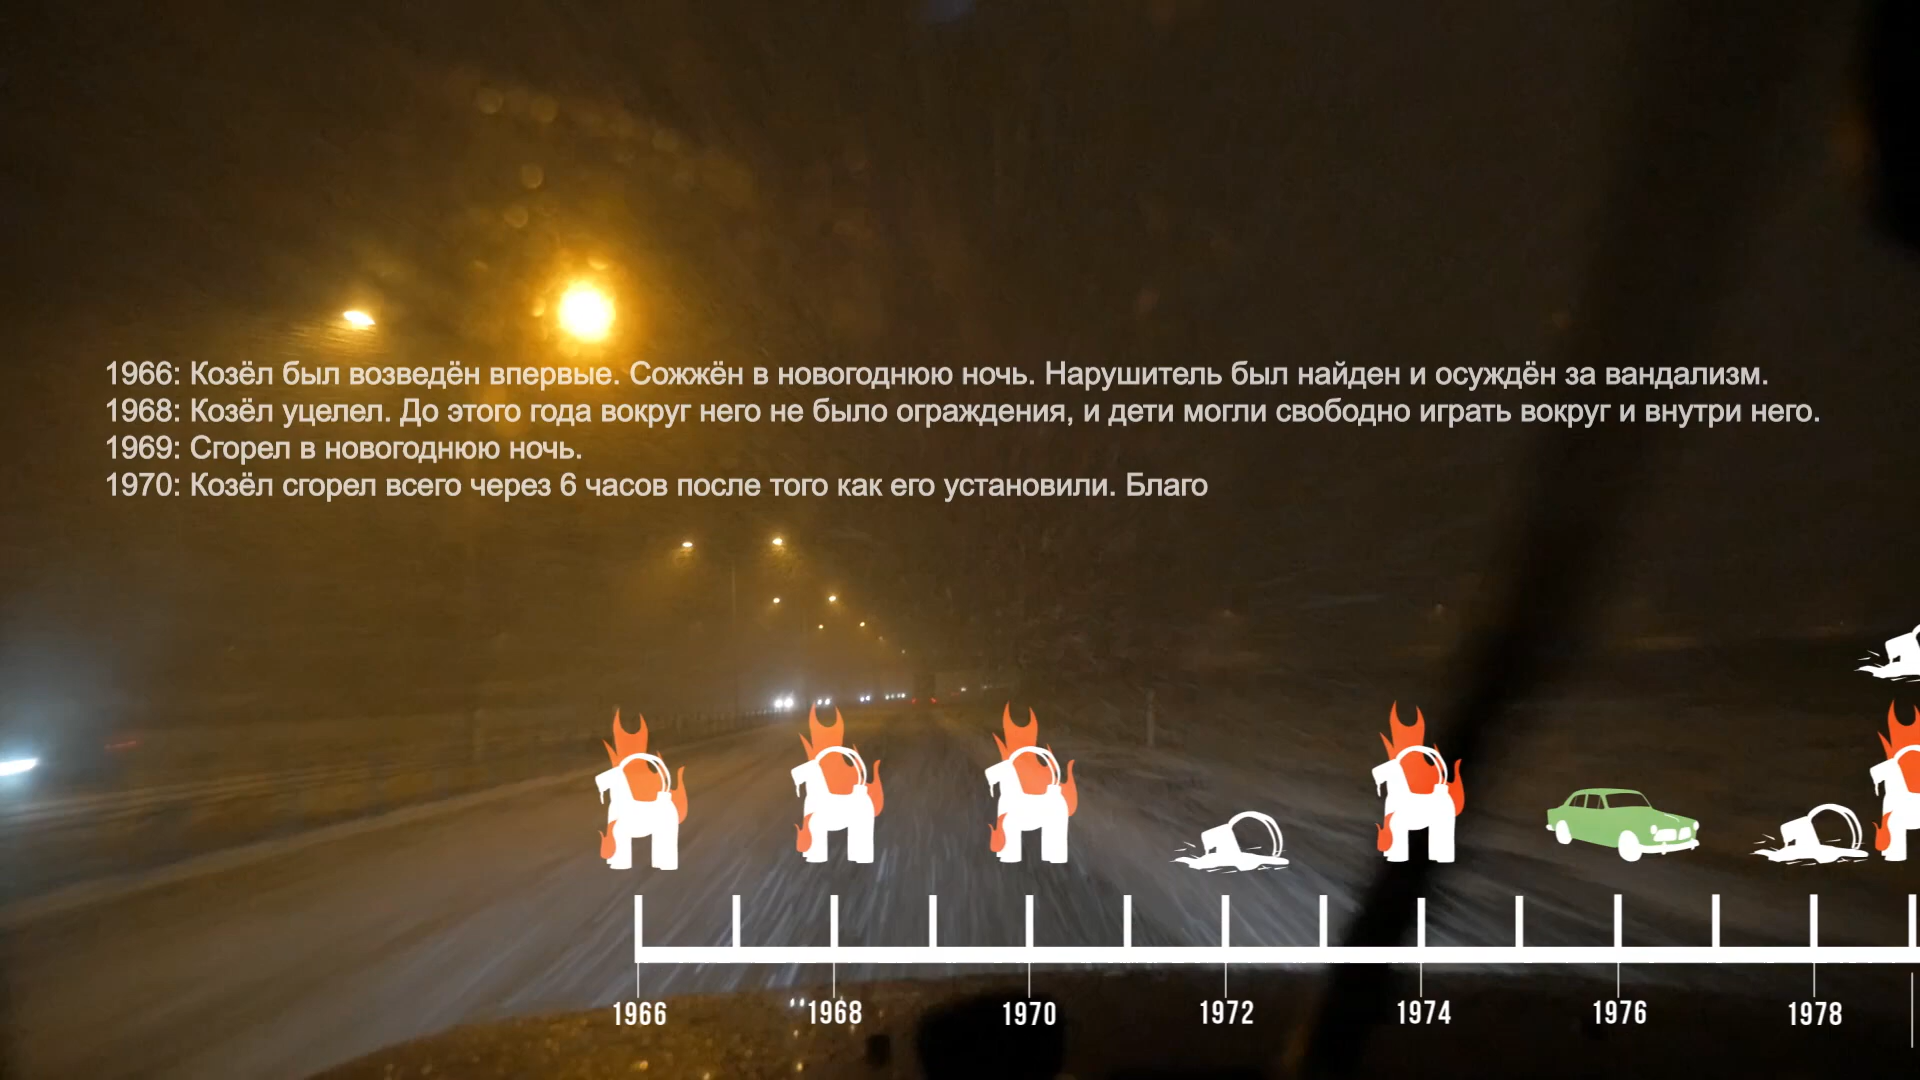 1966: Козёл был возведён впервые. Сожжён в новогоднюю ночь. Нарушитель был найден и осуждён за вандализм.
1968: Козёл уцелел. До этого года вокруг него не было ограждения, и дети могли свободно играть вокруг и внутри него.
1969: Сгорел в новогоднюю ночь.
1970: Козёл сгорел всего через 6 часов после того как его установили. Благо
1966 1968 1970 1972 1974 1976 1978